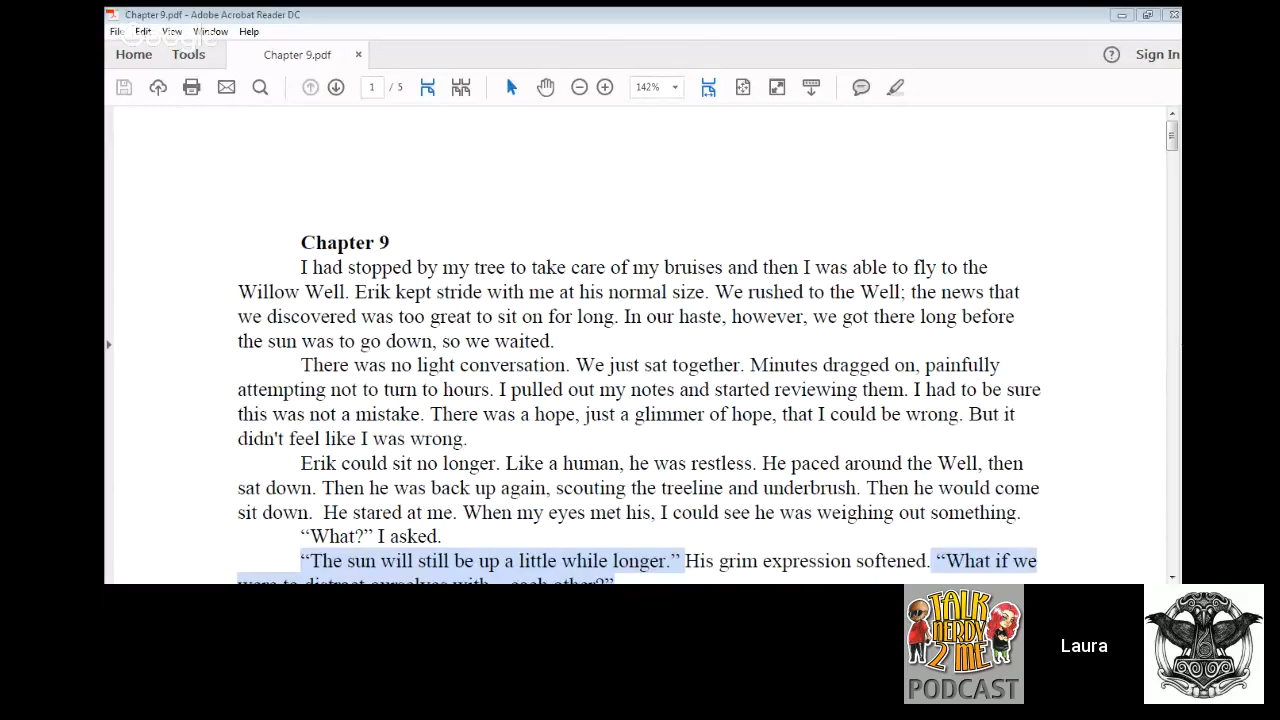 Chapter 9.pdf - Adobe Acrobat Reader DC
File Edit View Window Help
Google
Home Tools Chapter 9.pdf × ? Sign In
1 / 5 142%
Chapter 9
I had stopped by my tree to take care of my bruises and then I was able to fly to the
Willow Well. Erik kept stride with me at his normal size. We rushed to the Well; the news that
we discovered was too great to sit on for long. In our haste, however, we got there long before
the sun was to go down, so we waited.
There was no light conversation. We just sat together. Minutes dragged on, painfully
attempting not to turn to hours. I pulled out my notes and started reviewing them. I had to be sure
this was not a mistake. There was a hope, just a glimmer of hope, that I could be wrong. But it
didn't feel like I was wrong.
Erik could sit no longer. Like a human, he was restless. He paced around the Well, then
sat down. Then he was back up again, scouting the treeline and underbrush. Then he would come
sit down.  He stared at me. When my eyes met his, I could see he was weighing out something.
“What?” I asked.
“The sun will still be up a little while longer.” His grim expression softened. “What if we
were to distract ourselves with... each other?”
TALK NERDY 2 ME
PODCAST
Laura